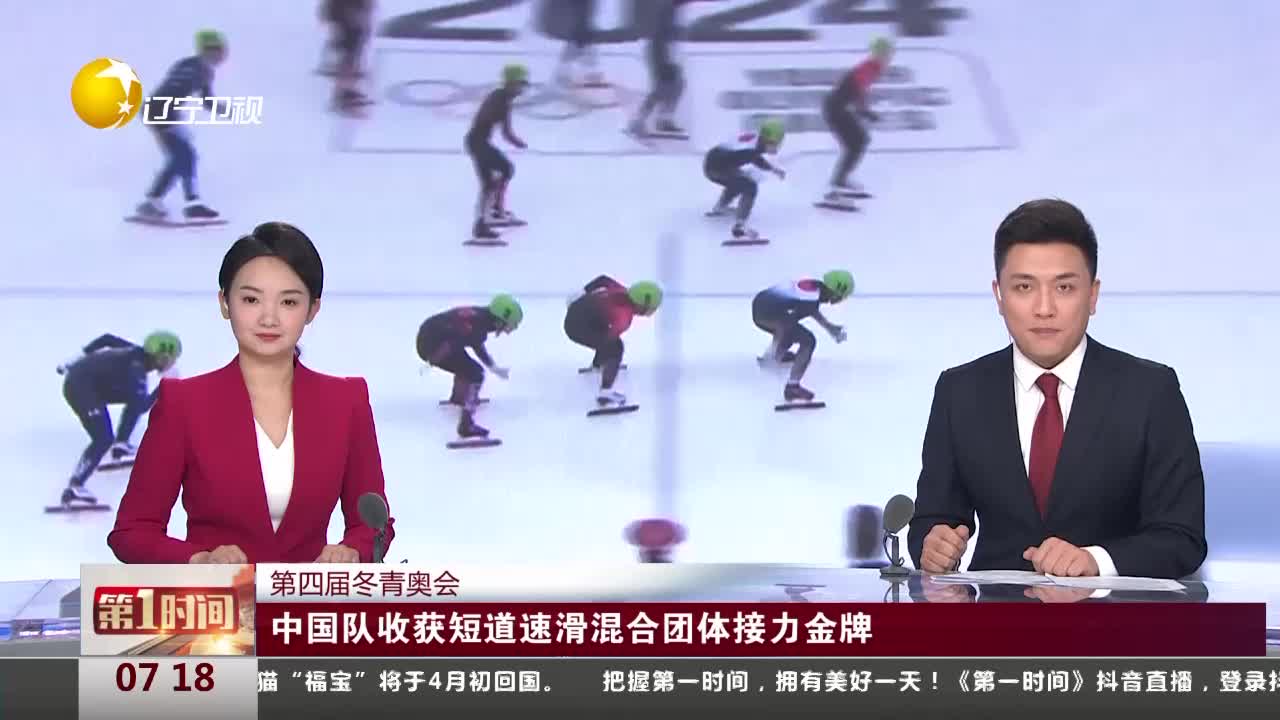 2024
辽宁卫视
第四届冬青奥会
第1时间
中国队收获短道速滑混合团体接力金牌
07 18
猫“福宝”将于4月初回国。 把握第一时间，拥有美好一天！《第一时间》抖音直播，登录抖